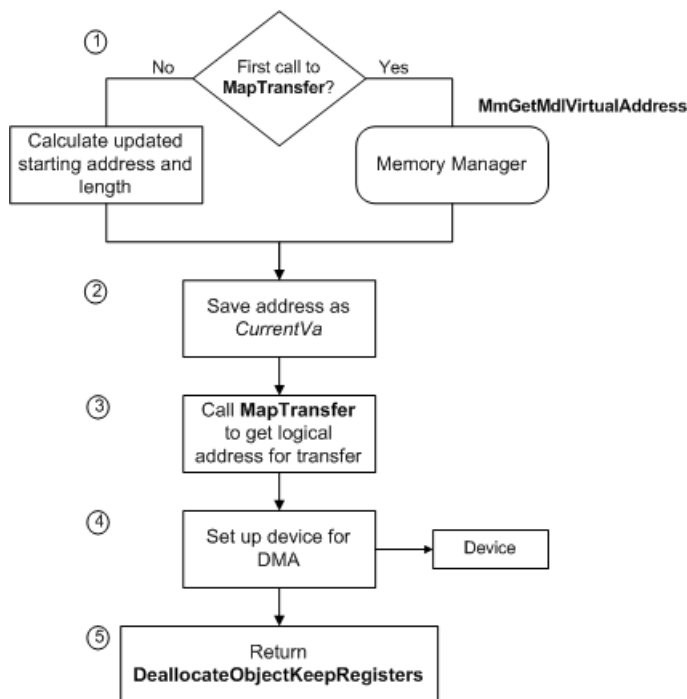 1
First call to
MapTransfer?
No
Yes
MmGetMdlVirtualAddress
Calculate updated
starting address and
length
Memory Manager
2
Save address as
CurrentVa
3
Call MapTransfer
to get logical
address for transfer
4
Set up device for
DMA
Device
5
Return
DeallocateObjectKeepRegisters